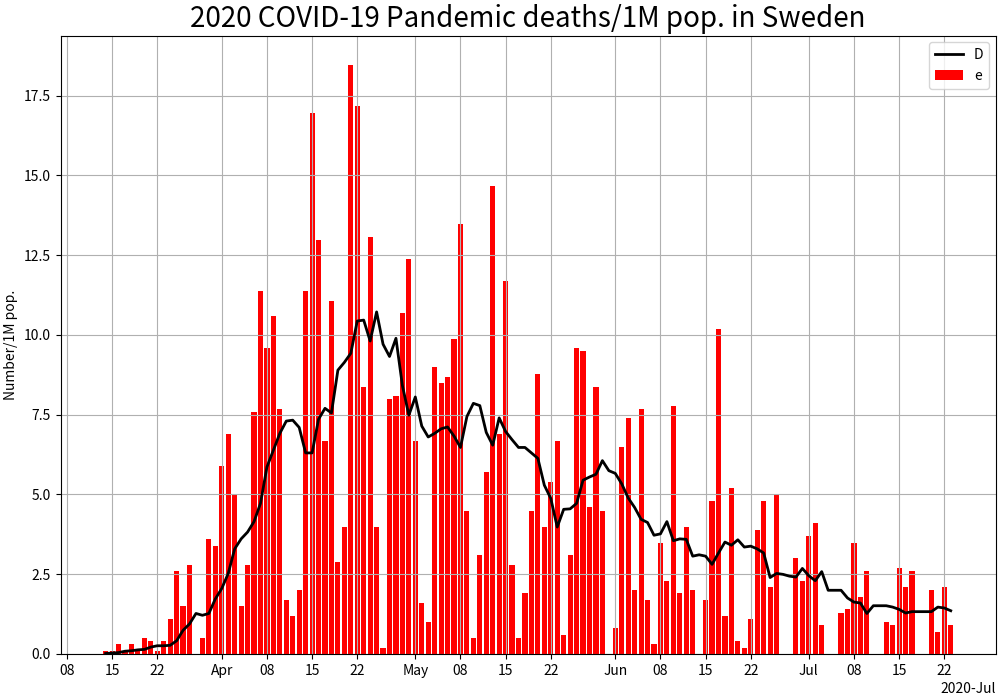 2020 COVID-19 Pandemic deaths/1M pop. in Sweden
D
e
Number/1M pop.
17.5
15.0
12.5
10.0
7.5
5.0
2.5
0.0
08 15 22 Apr 08 15 22 May 08 15 22 Jun 08 15 22 Jul 08 15 22
2020-Jul